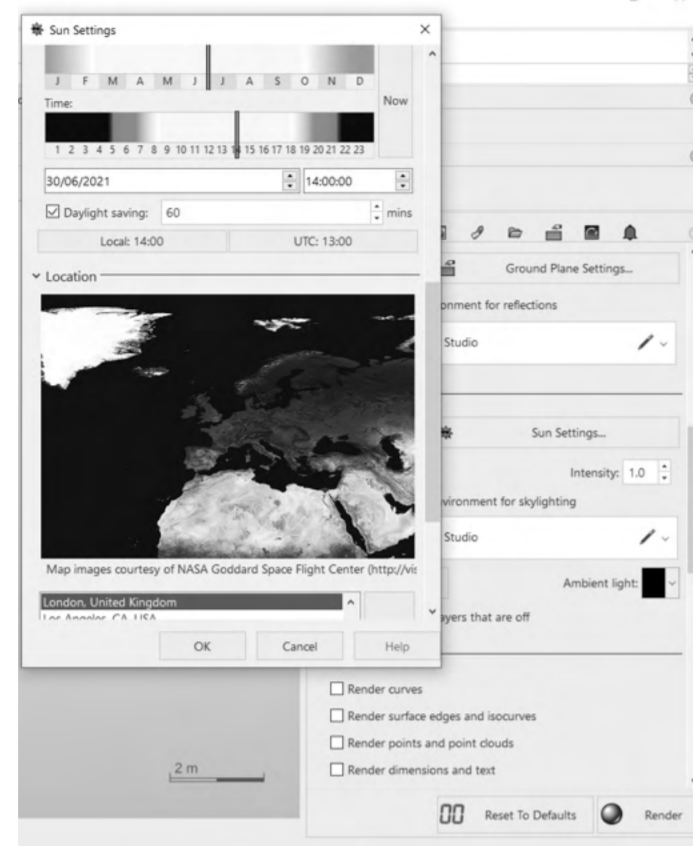 Sun Settings
J F M A M J J A S O N D
Time:
Now
1 2 3 4 5 6 7 8 9 10 11 12 13 14 15 16 17 18 19 20 21 22 23
30/06/2021 14:00:00
Daylight saving: 60 mins
Local: 14:00 UTC: 13:00
Location
Map images courtesy of NASA Goddard Space Flight Center (http://vis
London, United Kingdom
Los Angeles, CA, USA
OK Cancel Help
Ground Plane Settings...
onment for reflections
Studio
Sun Settings...
Intensity: 1.0
vironment for skylighting
Studio
Ambient light:
ayers that are off
Render curves
Render surface edges and isocurves
Render points and point clouds
Render dimensions and text
2 m
Reset To Defaults Render